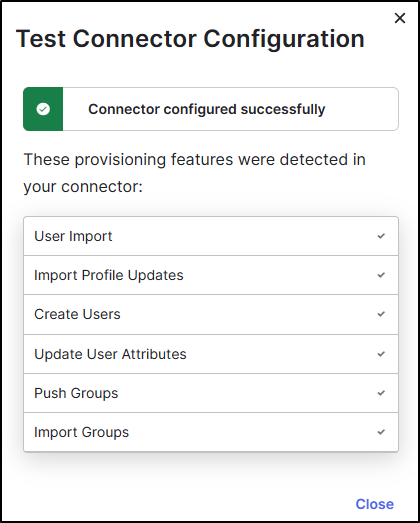 Test Connector Configuration
Connector configured successfully
These provisioning features were detected in
your connector:
User Import
Import Profile Updates
Create Users
Update User Attributes
Push Groups
Import Groups
Close